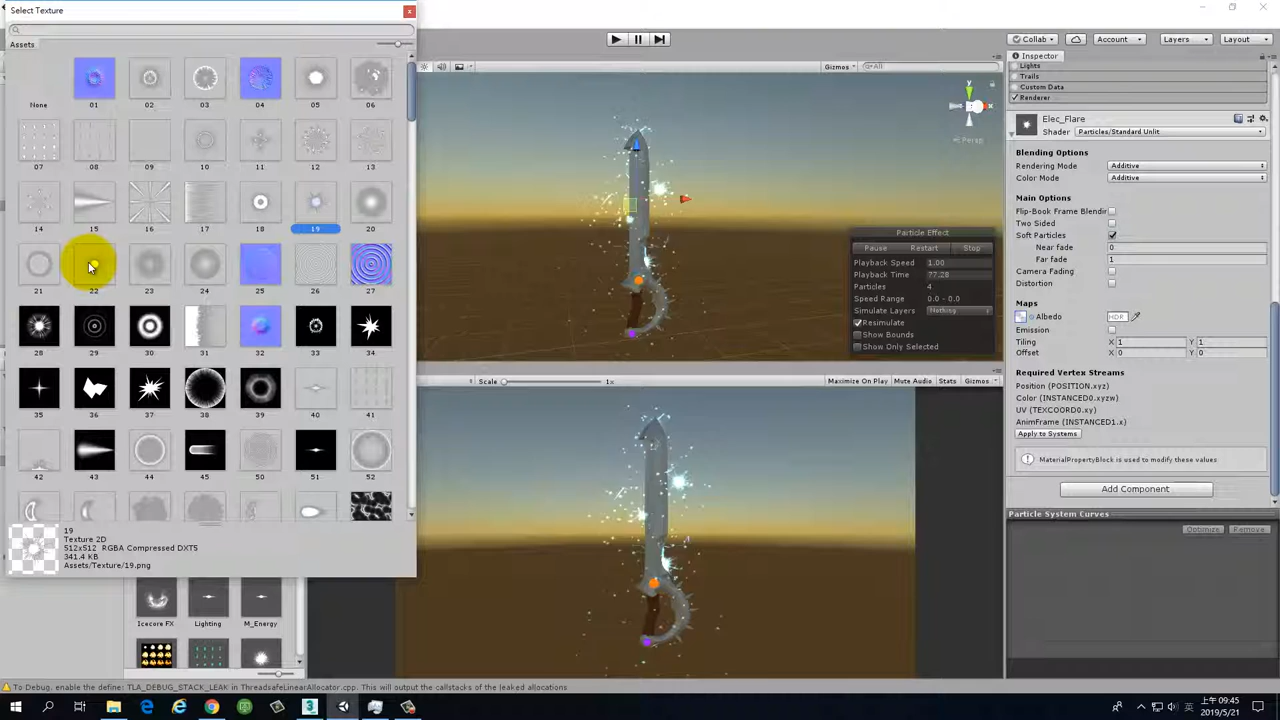 Select Texture
Assets
None
01
02
03
04
05
06
07
08
09
10
11
12
13
14
15
16
17
18
19
20
21
22
23
24
25
26
27
28
29
30
31
32
33
34
35
36
37
38
39
40
41
42
43
44
45
50
51
52
19
Texture 2D
512x512 RGBA Compressed DXT5
341.4 KB
Assets/Texture/19.png
Icecore FX
Lighting
M_Energy
Collab
Account
Layers
Layout
Gizmos
All
y
x
Persp
Particle Effect
Pause
Restart
Stop
Playback Speed 1.00
Playback Time 77.28
Particles 4
Speed Range 0.0 - 0.0
Simulate Layers Nothing
Resimulate
Show Bounds
Show Only Selected
Scale
1x
Maximize On Play
Mute Audio
Stats
Gizmos
Inspector
Lights
Trails
Custom Data
Renderer
Elec_Flare
Shader Particles/Standard Unlit
Blending Options
Rendering Mode Additive
Color Mode Additive
Main Options
Flip-Book Frame Blendin
Two Sided
Soft Particles
Near fade 0
Far fade 1
Camera Fading
Distortion
Maps
Albedo HDR
Emission
Tiling X 1 Y 1
Offset X 0 Y 0
Required Vertex Streams
Position (POSITION.xyz)
Color (INSTANCED0.xyzw)
UV (TEXCOORD0.xy)
AnimFrame (INSTANCED1.x)
Apply to Systems
MaterialPropertyBlock is used to modify these values
Add Component
Particle System Curves
Optimize
Remove
To Debug, enable the define: TLA_DEBUG_STACK_LEAK in ThreadsafeLinearAllocator.cpp. This will output the callstacks of the leaked allocations
英
上午 09:45
2019/5/21